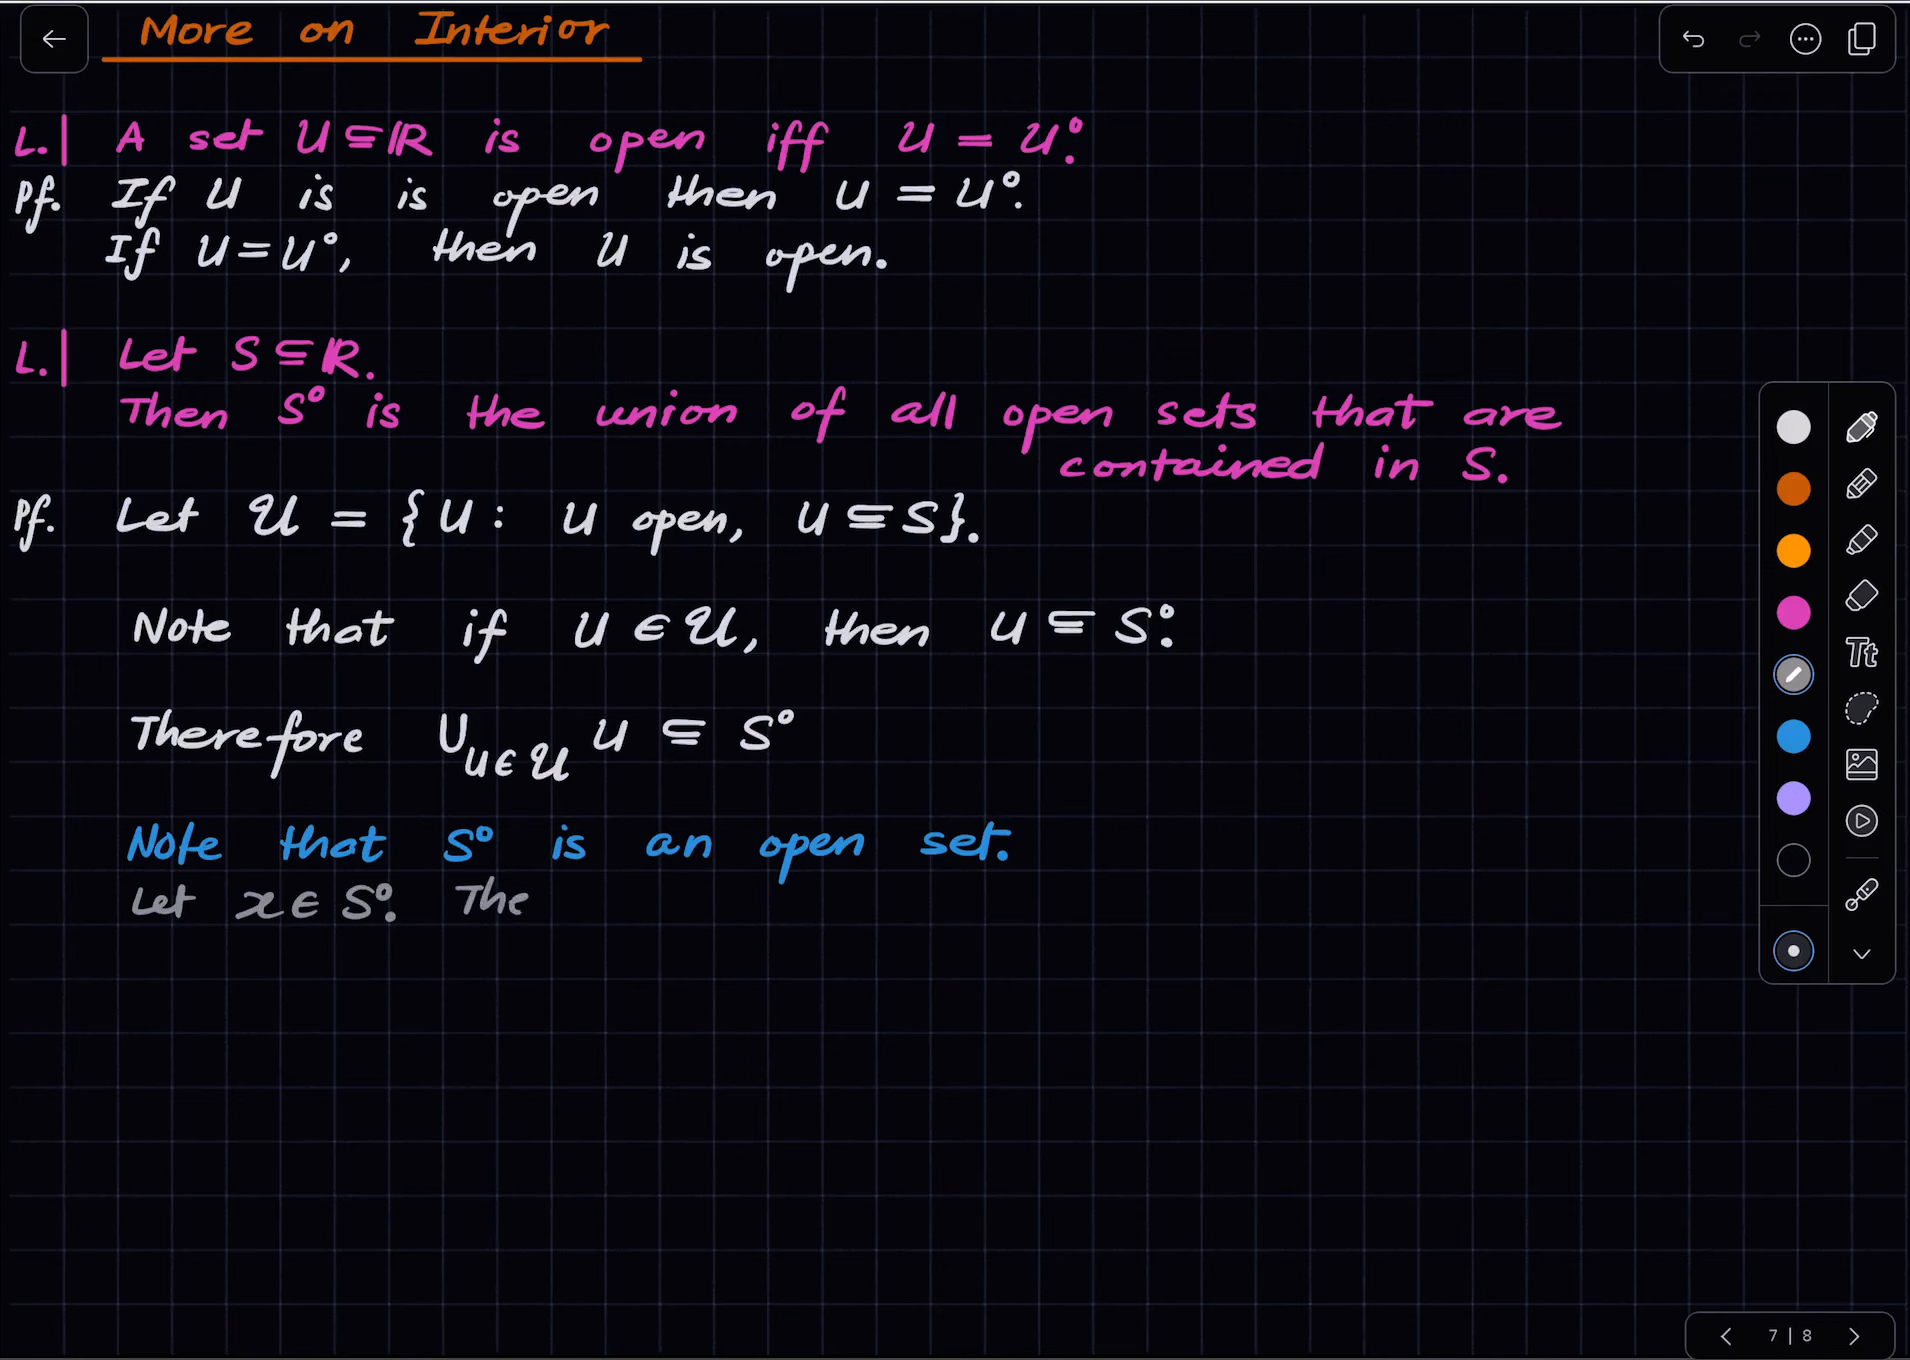 More on Interior
L. A set U ⊆ ℝ is open iff U = U°.
Pf. If U is is open then U = U°.
If U = U°, then U is open.
L. Let S ⊆ ℝ.
Then S° is the union of all open sets that are
contained in S.
Pf. Let 𝒰 = {U : U open, U ⊆ S}.
Note that if U ∈ 𝒰, then U ⊆ S°.
Therefore ∪_{U ∈ 𝒰} U ⊆ S°
Note that S° is an open set.
Let x ∈ S°. The
Tt
7 | 8